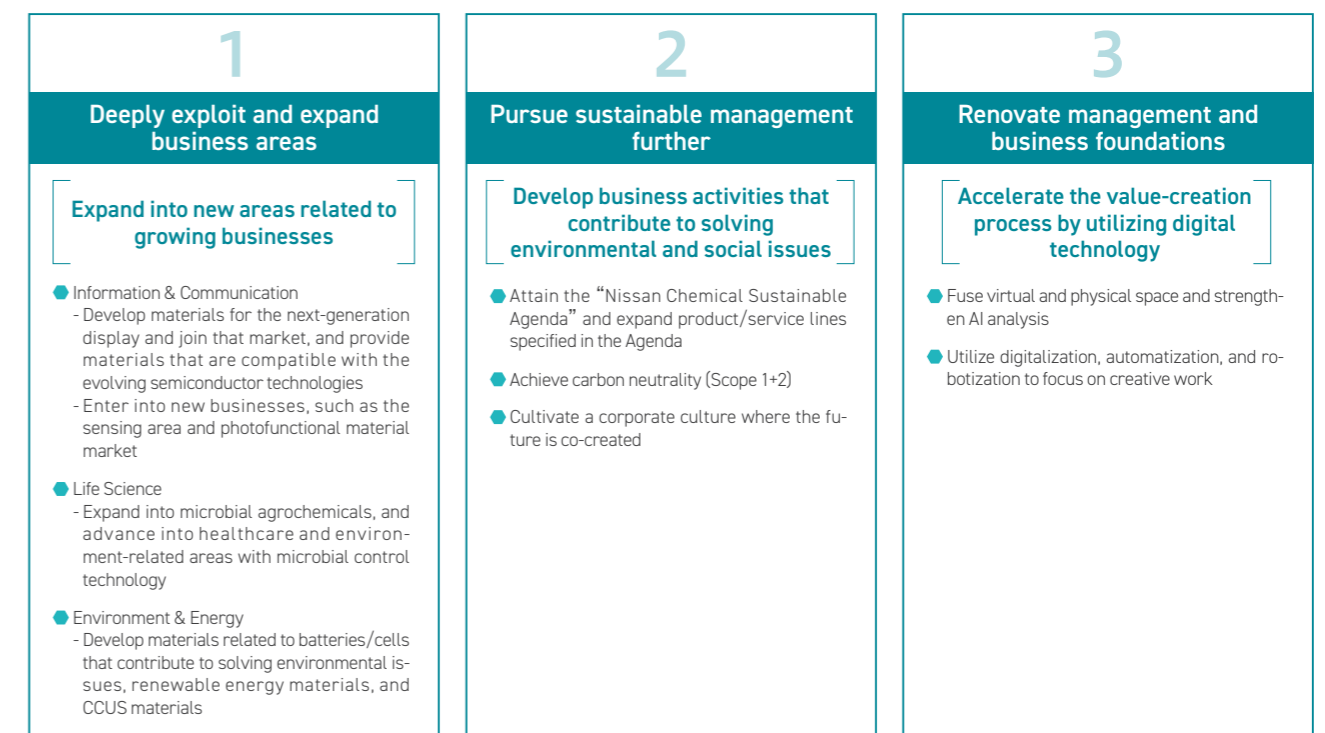 1
Deeply exploit and expand
business areas
Expand into new areas related to
growing businesses
Information & Communication
- Develop materials for the next-generation
display and join that market, and provide
materials that are compatible with the
evolving semiconductor technologies
- Enter into new businesses, such as the
sensing area and photofunctional material
market
Life Science
- Expand into microbial agrochemicals, and
advance into healthcare and environ-
ment-related areas with microbial control
technology
Environment & Energy
- Develop materials related to batteries/cells
that contribute to solving environmental is-
sues, renewable energy materials, and
CCUS materials
2
Pursue sustainable management
further
Develop business activities that
contribute to solving
environmental and social issues
Attain the “Nissan Chemical Sustainable
Agenda” and expand product/service lines
specified in the Agenda
Achieve carbon neutrality (Scope 1+2)
Cultivate a corporate culture where the fu-
ture is co-created
3
Renovate management and
business foundations
Accelerate the value-creation
process by utilizing digital
technology
Fuse virtual and physical space and strength-
en AI analysis
Utilize digitalization, automatization, and ro-
botization to focus on creative work